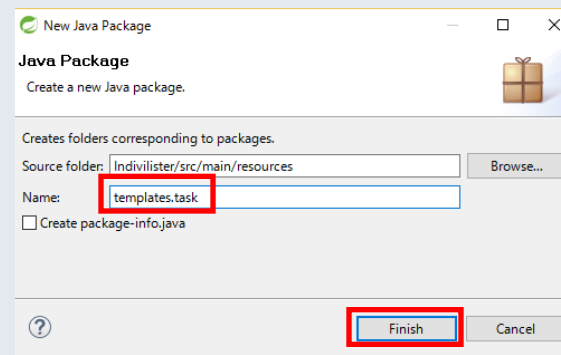 New Java Package
Java Package
Create a new Java package.
Creates folders corresponding to packages.
Source folder: Indivilister/src/main/resources Browse...
Name: templates.task
Create package-info.java
? Finish Cancel